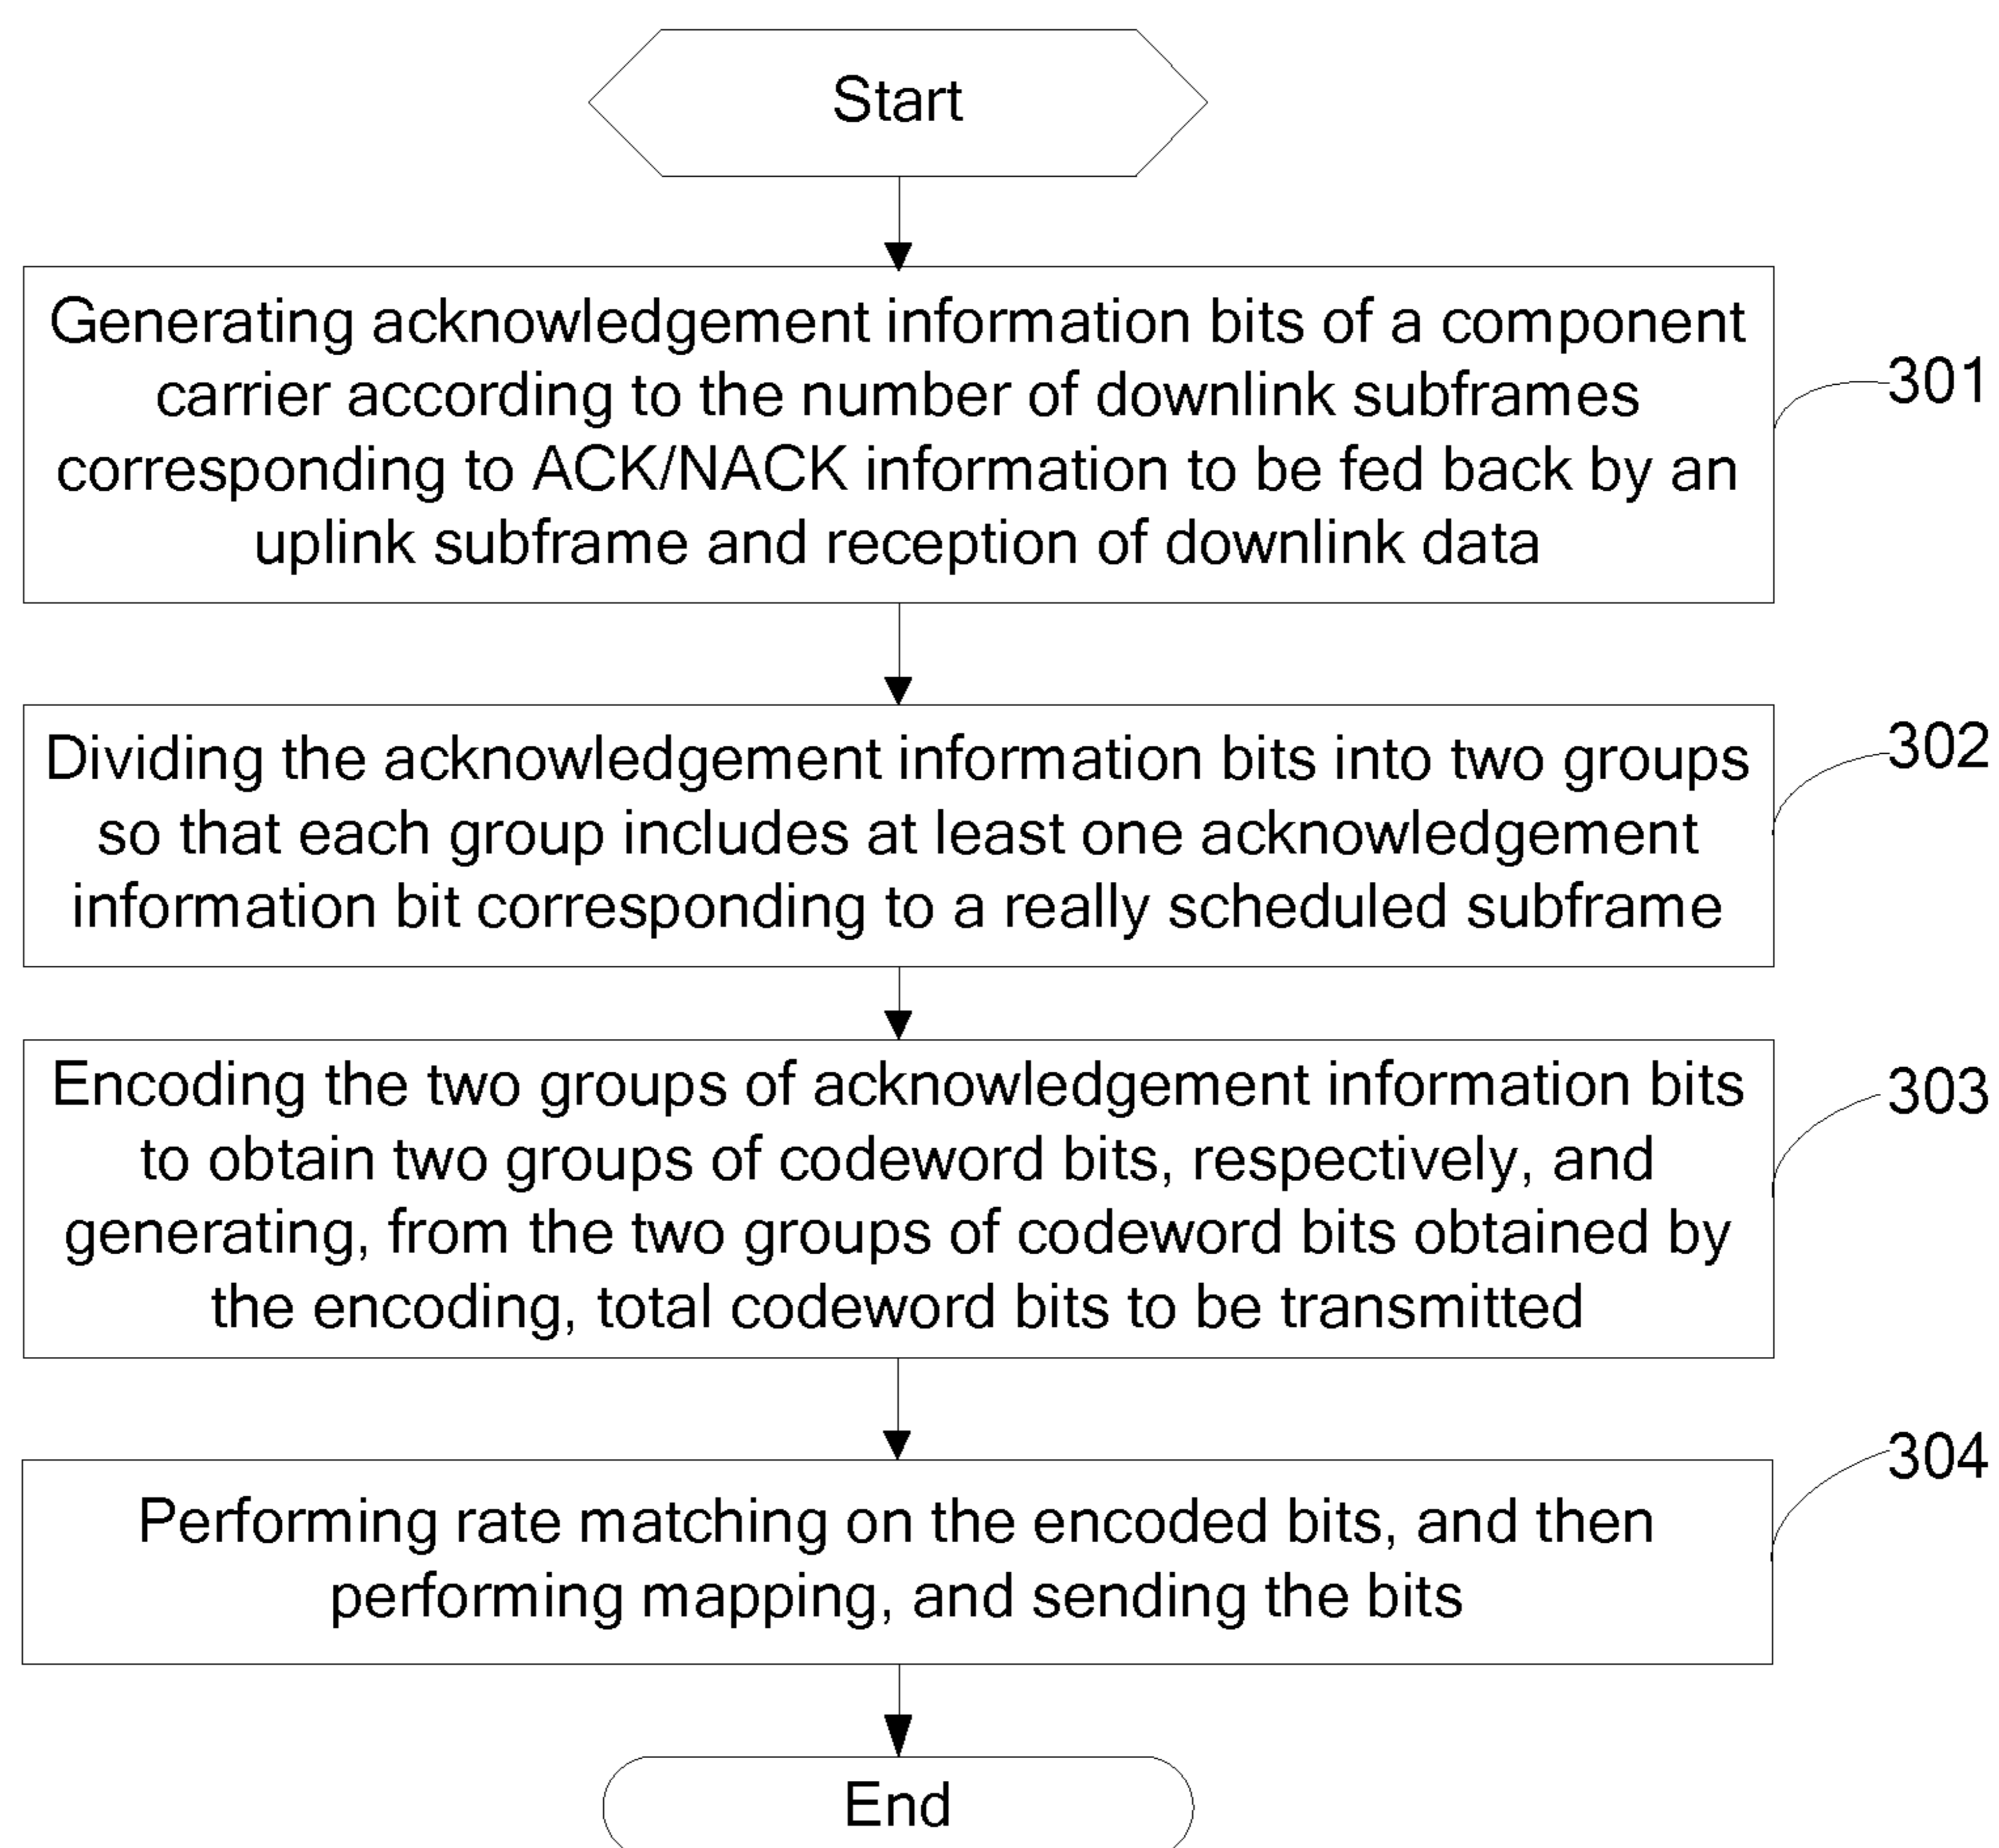 Start
Generating acknowledgement information bits of a component
carrier according to the number of downlink subframes
corresponding to ACK/NACK information to be fed back by an
uplink subframe and reception of downlink data
301
Dividing the acknowledgement information bits into two groups
so that each group includes at least one acknowledgement
information bit corresponding to a really scheduled subframe
302
Encoding the two groups of acknowledgement information bits
to obtain two groups of codeword bits, respectively, and
generating, from the two groups of codeword bits obtained by
the encoding, total codeword bits to be transmitted
303
Performing rate matching on the encoded bits, and then
performing mapping, and sending the bits
304
End